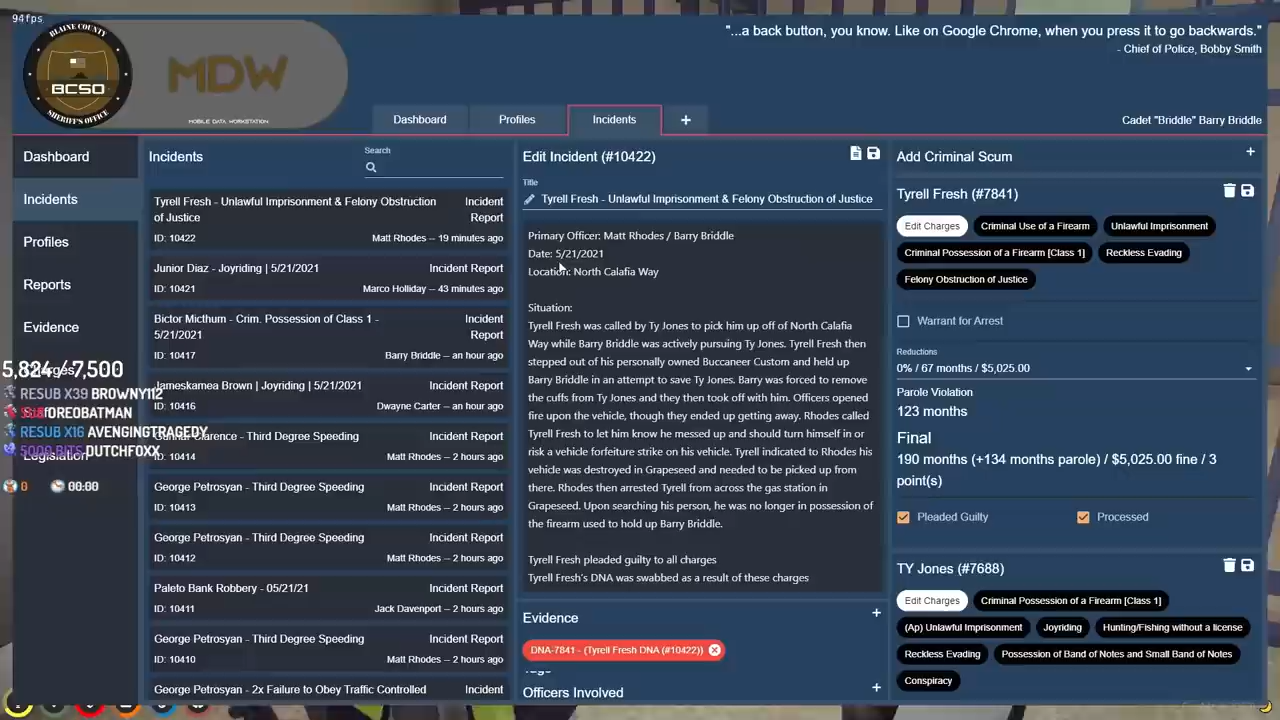 94fps
BLAINE COUNTY
BCSO
SHERIFF'S OFFICE
MDW
MOBILE DATA WORKSTATION
"...a back button, you know. Like on Google Chrome, when you press it to go backwards."
- Chief of Police, Bobby Smith
Dashboard
Profiles
Incidents
+
Cadet "Briddle" Barry Briddle
Dashboard
Incidents
Profiles
Reports
Evidence
5,824 / 7,500
RESUB X39 BROWNY112
FOREOBATMAN
RESUB X16 AVENGINGTRAGEDY
5000 BITS DUTCHFOXX
Legislation
0
00:00
Incidents
Search
Tyrell Fresh - Unlawful Imprisonment & Felony Obstruction of Justice
Incident Report
ID: 10422
Matt Rhodes -- 19 minutes ago
Junior Diaz - Joyriding | 5/21/2021
Incident Report
ID: 10421
Marco Holliday -- 43 minutes ago
Bictor Micthum - Crim. Possession of Class 1 - 5/21/2021
Incident Report
ID: 10417
Barry Briddle -- an hour ago
Jameskamea Brown | Joyriding | 5/21/2021
Incident Report
ID: 10416
Dwayne Carter -- an hour ago
Clarence - Third Degree Speeding
Incident Report
ID: 10414
Matt Rhodes -- 2 hours ago
George Petrosyan - Third Degree Speeding
Incident Report
ID: 10413
Matt Rhodes -- 2 hours ago
George Petrosyan - Third Degree Speeding
Incident Report
ID: 10412
Matt Rhodes -- 2 hours ago
Paleto Bank Robbery - 05/21/21
Incident Report
ID: 10411
Jack Davenport -- 2 hours ago
George Petrosyan - Third Degree Speeding
Incident Report
ID: 10410
Matt Rhodes -- 2 hours ago
George Petrosyan - 2x Failure to Obey Traffic Controlled
Incident
Edit Incident (#10422)
Title
Tyrell Fresh - Unlawful Imprisonment & Felony Obstruction of Justice
Primary Officer: Matt Rhodes / Barry Briddle
Date: 5/21/2021
Location: North Calafia Way
Situation:
Tyrell Fresh was called by Ty Jones to pick him up off of North Calafia
Way while Barry Briddle was actively pursuing Ty Jones. Tyrell Fresh then
stepped out of his personally owned Buccaneer Custom and held up
Barry Briddle in an attempt to save Ty Jones. Barry was forced to remove
the cuffs from Ty Jones and they then took off with him. Officers opened
fire upon the vehicle, though they ended up getting away. Rhodes called
Tyrell Fresh to let him know he messed up and should turn himself in or
risk a vehicle forfeiture strike on his vehicle. Tyrell indicated to Rhodes his
vehicle was destroyed in Grapeseed and needed to be picked up from
there. Rhodes then arrested Tyrell from across the gas station in
Grapeseed. Upon searching his person, he was no longer in possession of
the firearm used to hold up Barry Briddle.
Tyrell Fresh pleaded guilty to all charges
Tyrell Fresh's DNA was swabbed as a result of these charges
Evidence
+
DNA-7841 - (Tyrell Fresh DNA (#10422))
Officers Involved
+
Add Criminal Scum
+
Tyrell Fresh (#7841)
Edit Charges
Criminal Use of a Firearm
Unlawful Imprisonment
Criminal Possession of a Firearm [Class 1]
Reckless Evading
Felony Obstruction of Justice
Warrant for Arrest
Reductions
0% / 67 months / $5,025.00
Parole Violation
123 months
Final
190 months (+134 months parole) / $5,025.00 fine / 3
point(s)
Pleaded Guilty
Processed
TY Jones (#7688)
Edit Charges
Criminal Possession of a Firearm [Class 1]
(Ap) Unlawful Imprisonment
Joyriding
Hunting/Fishing without a license
Reckless Evading
Possession of Band of Notes and Small Band of Notes
Conspiracy